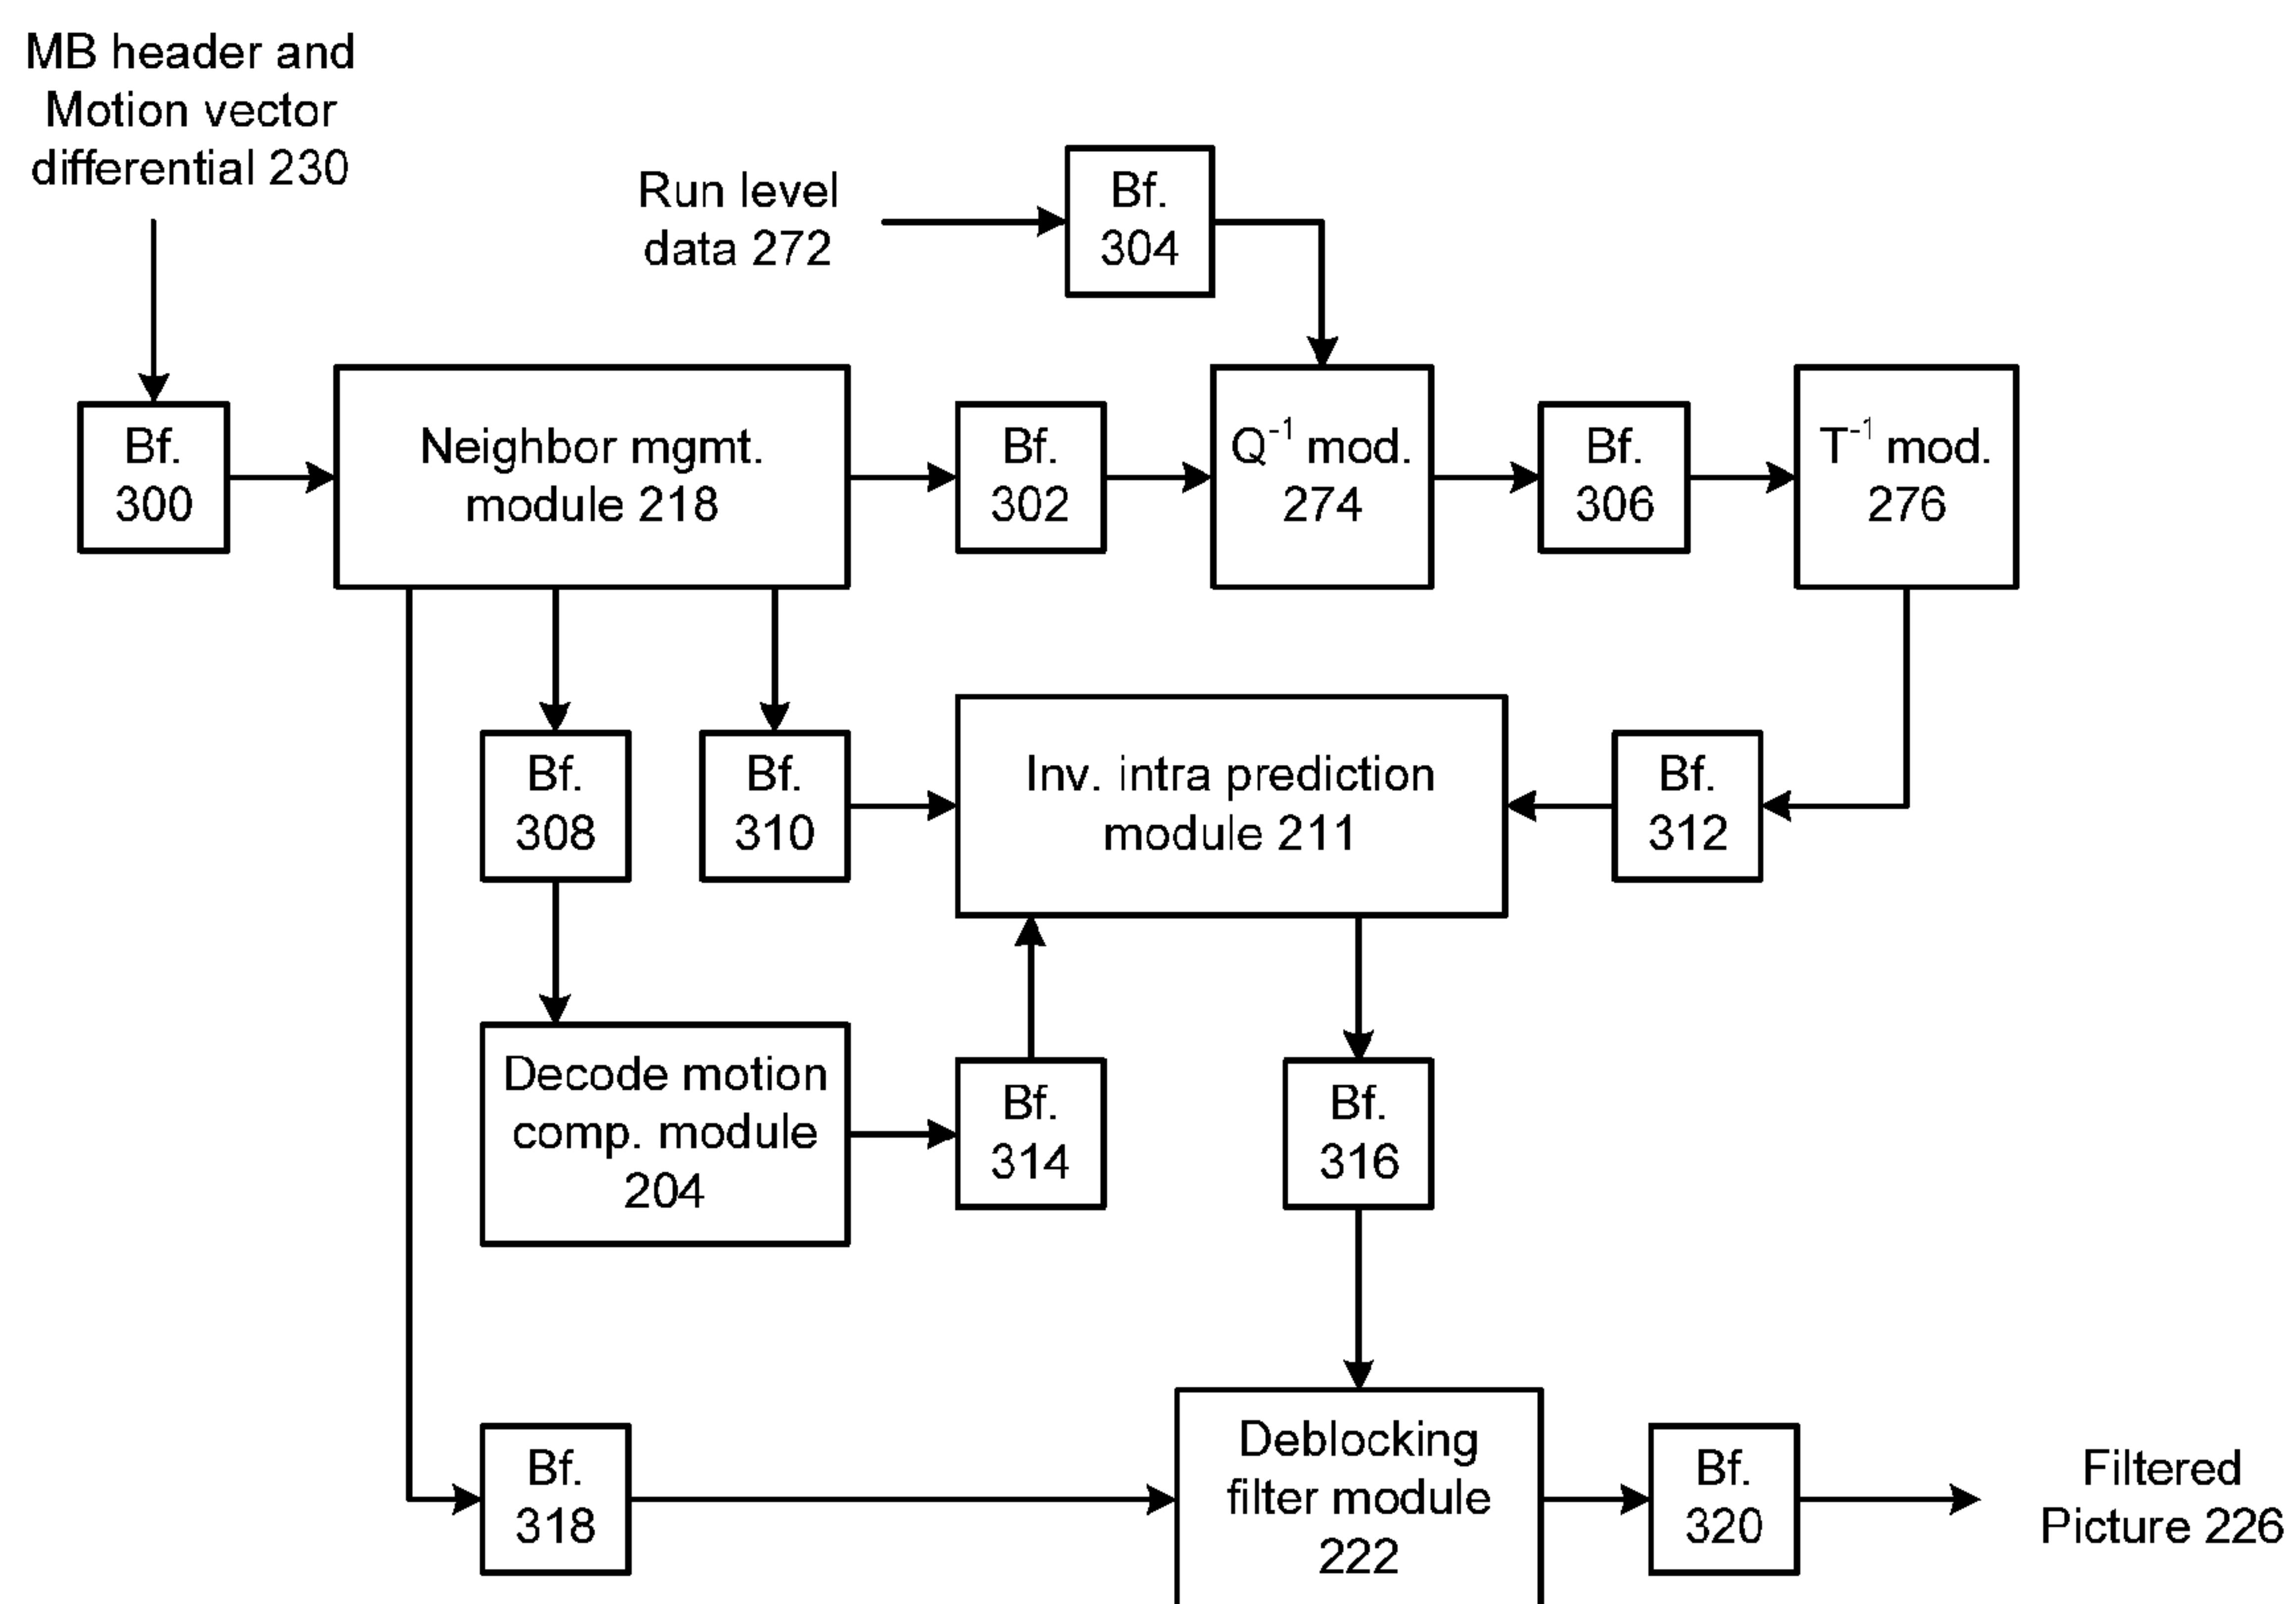 MB header and
Motion vector
differential 230
Run level
data 272
Bf.
304
Bf.
300
Neighbor mgmt.
module 218
Bf.
302
Q⁻¹ mod.
274
Bf.
306
T⁻¹ mod.
276
Bf.
308
Bf.
310
Inv. intra prediction
module 211
Bf.
312
Decode motion
comp. module
204
Bf.
314
Bf.
316
Bf.
318
Deblocking
filter module
222
Bf.
320
Filtered
Picture 226